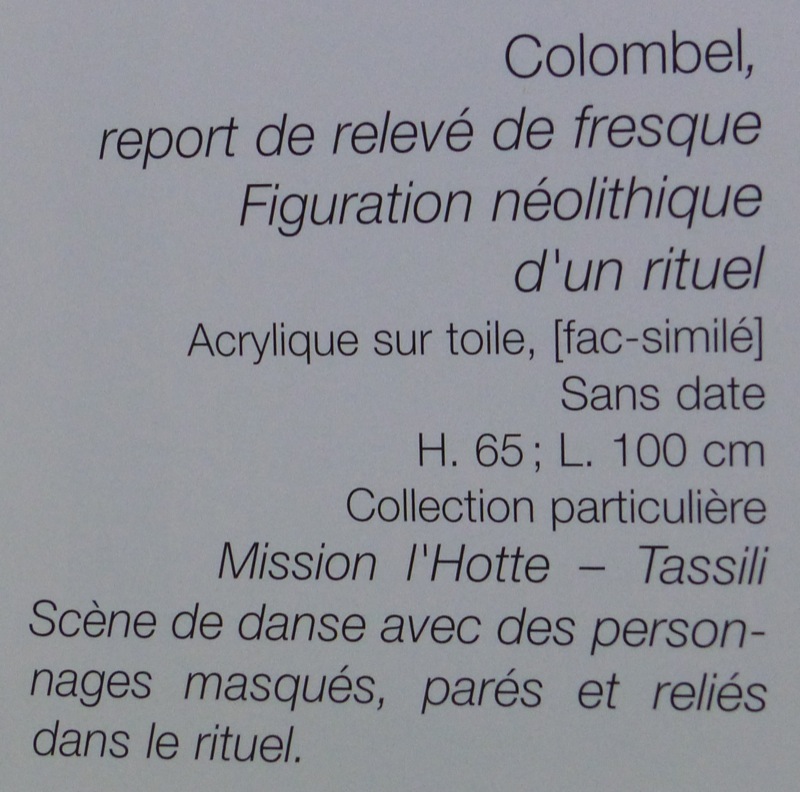 Colombel,
report de relevé de fresque
Figuration néolithique
d'un rituel
Acrylique sur toile, [fac-similé]
Sans date
H. 65 ; L. 100 cm
Collection particulière
Mission l'Hotte – Tassili
Scène de danse avec des person-
nages masqués, parés et reliés
dans le rituel.